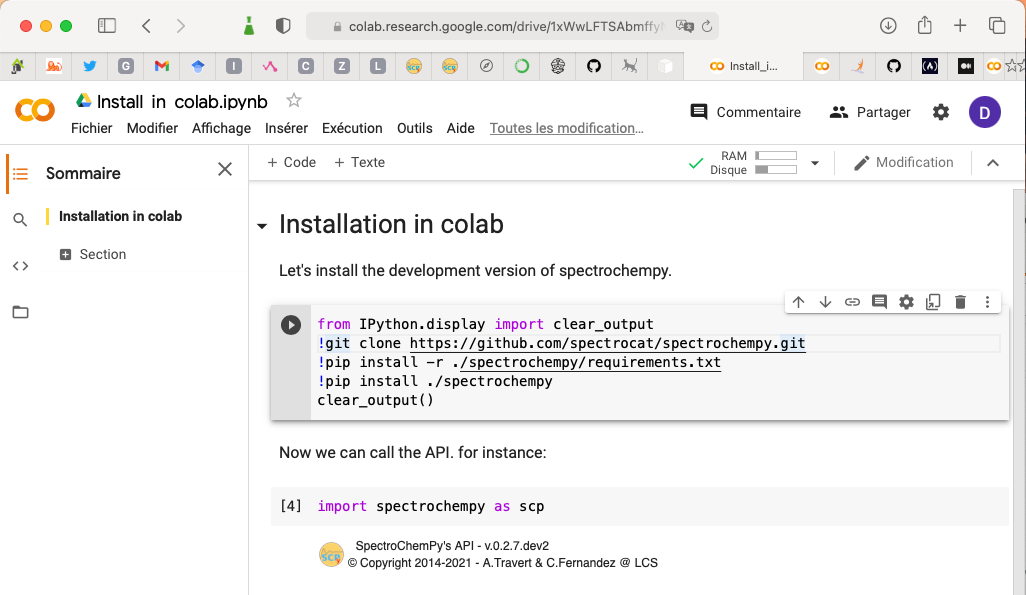 colab.research.google.com/drive/1xWwLFTSAbmffy
G I C Z L Install_i...
Install in colab.ipynb
Fichier Modifier Affichage Insérer Exécution Outils Aide Toutes les modification...
Commentaire Partager D
+ Code + Texte
RAM
Disque
Modification
Sommaire
Installation in colab
Section
Installation in colab
Let's install the development version of spectrochempy.
from IPython.display import clear_output
!git clone https://github.com/spectrocat/spectrochempy.git
!pip install -r ./spectrochempy/requirements.txt
!pip install ./spectrochempy
clear_output()
Now we can call the API. for instance:
[4] import spectrochempy as scp
SCP
SpectroChemPy's API - v.0.2.7.dev2
© Copyright 2014-2021 - A.Travert & C.Fernandez @ LCS